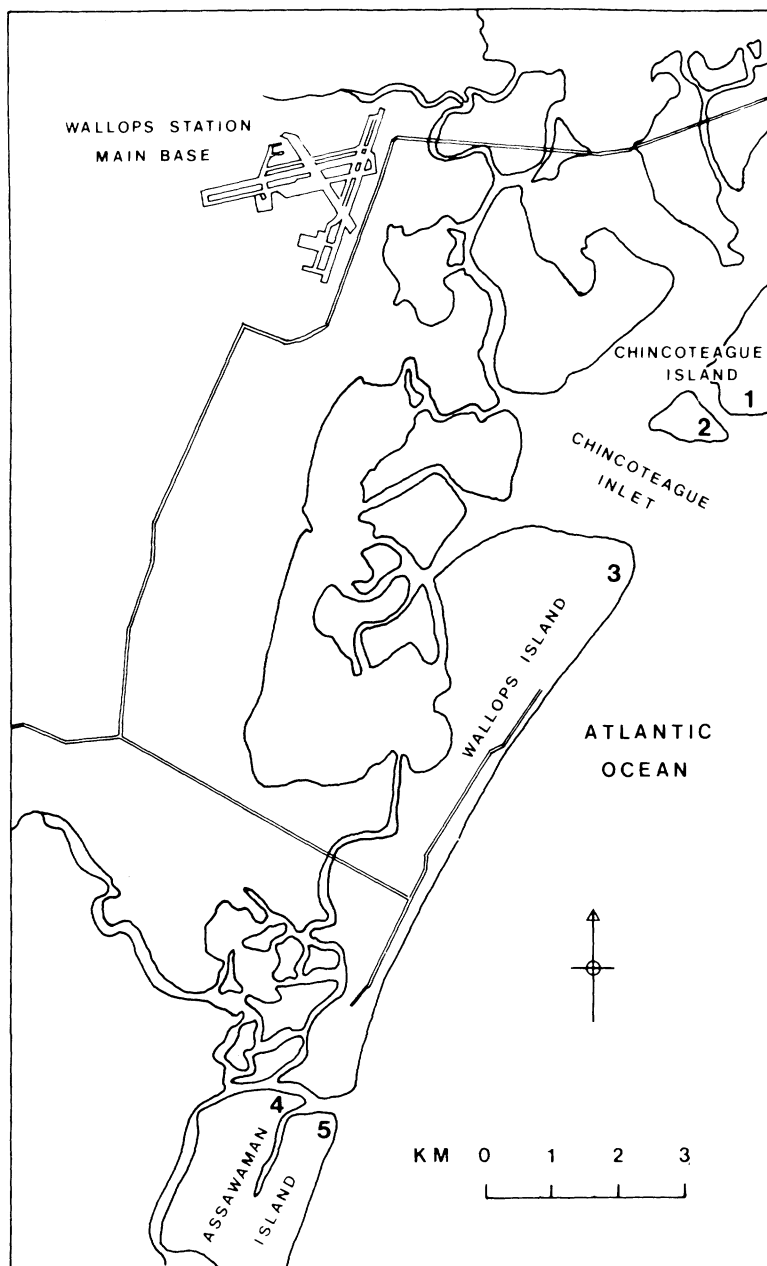 WALLOPS STATION
MAIN BASE
CHINCOTEAGUE
ISLAND
1
2
CHINCOTEAGUE
INLET
3
WALLOPS ISLAND
ATLANTIC
OCEAN
4
5
ASSAWAMAN
ISLAND
KM 0 1 2 3